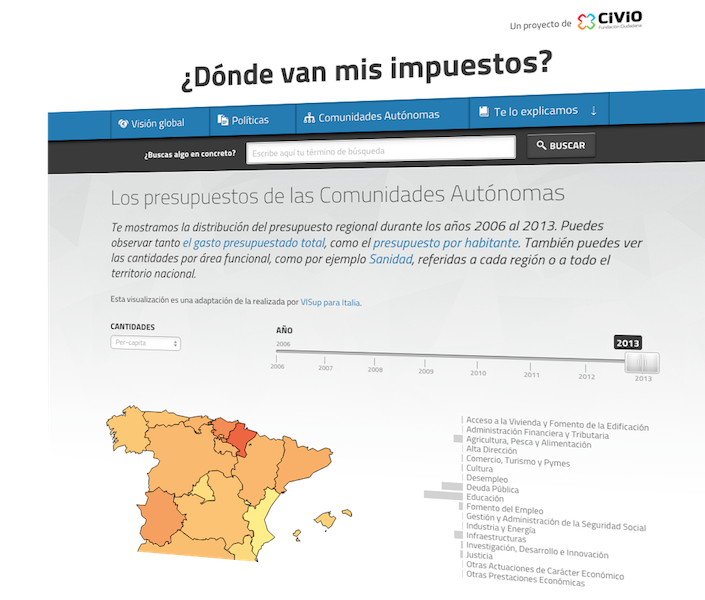 Un proyecto de CiViO
Fundación Ciudadana
¿Dónde van mis impuestos?
Visión global
Políticas
Comunidades Autónomas
Te lo explicamos ↓
¿Buscas algo en concreto?
Escribe aquí tu término de búsqueda
BUSCAR
Los presupuestos de las Comunidades Autónomas
Te mostramos la distribución del presupuesto regional durante los años 2006 al 2013. Puedes
observar tanto el gasto presupuestado total, como el presupuesto por habitante. También puedes ver
las cantidades por área funcional, como por ejemplo Sanidad, referidas a cada región o a todo el
territorio nacional.
Esta visualización es una adaptación de la realizada por VISup para Italia.
CANTIDADES
Per-capita
AÑO
2006
2013
2006 2007 2008 2009 2010 2011 2012 2013
Acceso a la Vivienda y Fomento de la Edificación
Administración Financiera y Tributaria
Agricultura, Pesca y Alimentación
Alta Dirección
Comercio, Turismo y Pymes
Cultura
Desempleo
Deuda Pública
Educación
Fomento del Empleo
Gestión y Administración de la Seguridad Social
Industria y Energía
Infraestructuras
Investigación, Desarrollo e Innovación
Justicia
Otras Actuaciones de Carácter Económico
Otras Prestaciones Económicas